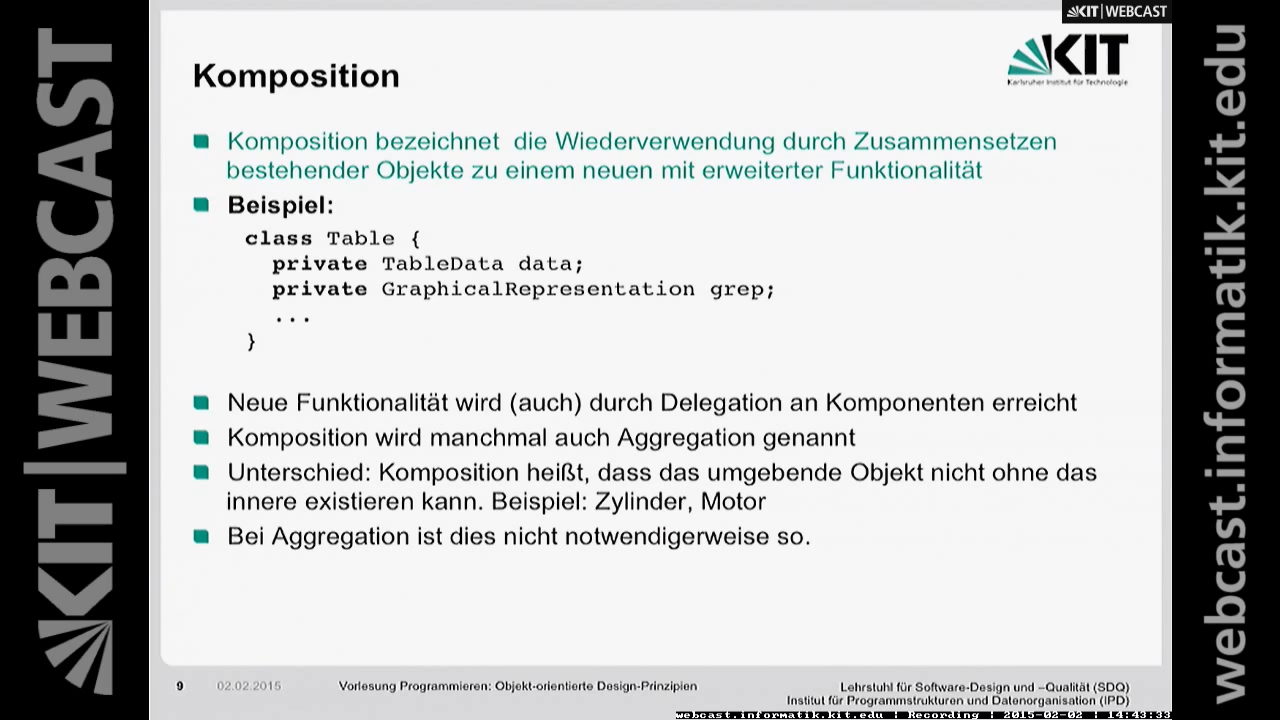 KIT | WEBCAST
KIT
Karlsruher Institut für Technologie
Komposition
Komposition bezeichnet die Wiederverwendung durch Zusammensetzen
bestehender Objekte zu einem neuen mit erweiterter Funktionalität
Beispiel:
class Table {
private TableData data;
private GraphicalRepresentation grep;
...
}
Neue Funktionalität wird (auch) durch Delegation an Komponenten erreicht
Komposition wird manchmal auch Aggregation genannt
Unterschied: Komposition heißt, dass das umgebende Objekt nicht ohne das
innere existieren kann. Beispiel: Zylinder, Motor
Bei Aggregation ist dies nicht notwendigerweise so.
9 02.02.2015 Vorlesung Programmieren: Objekt-orientierte Design-Prinzipien
Lehrstuhl für Software-Design und –Qualität (SDQ)
Institut für Programmstrukturen und Datenorganisation (IPD)
webcast.informatik.kit.edu | Recording | 2015-02-02 | 14:43:33
KIT | WEBCAST
webcast.informatik.kit.edu